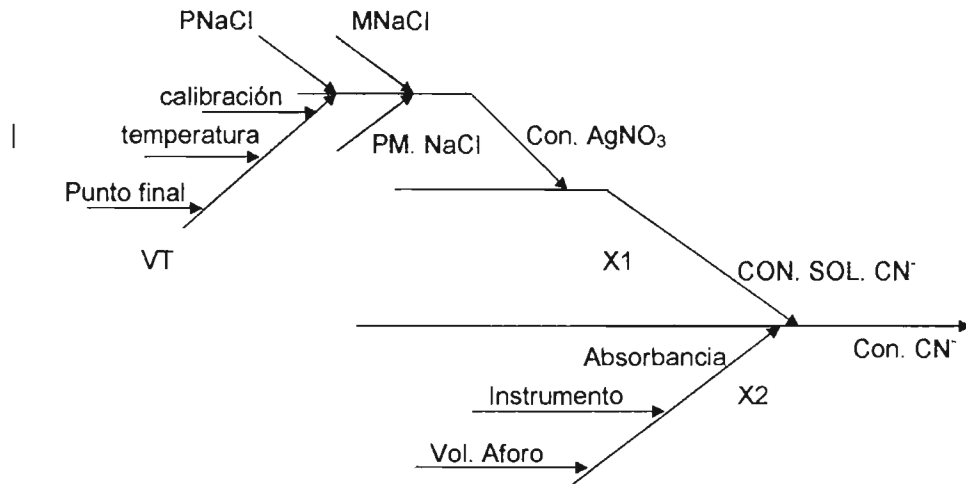 PNaCl
MNaCl
calibración
temperatura
PM. NaCl
Con. AgNO₃
Punto final
VT
X1
CON. SOL. CN⁻
Con. CN⁻
Absorbancia
X2
Instrumento
Vol. Aforo